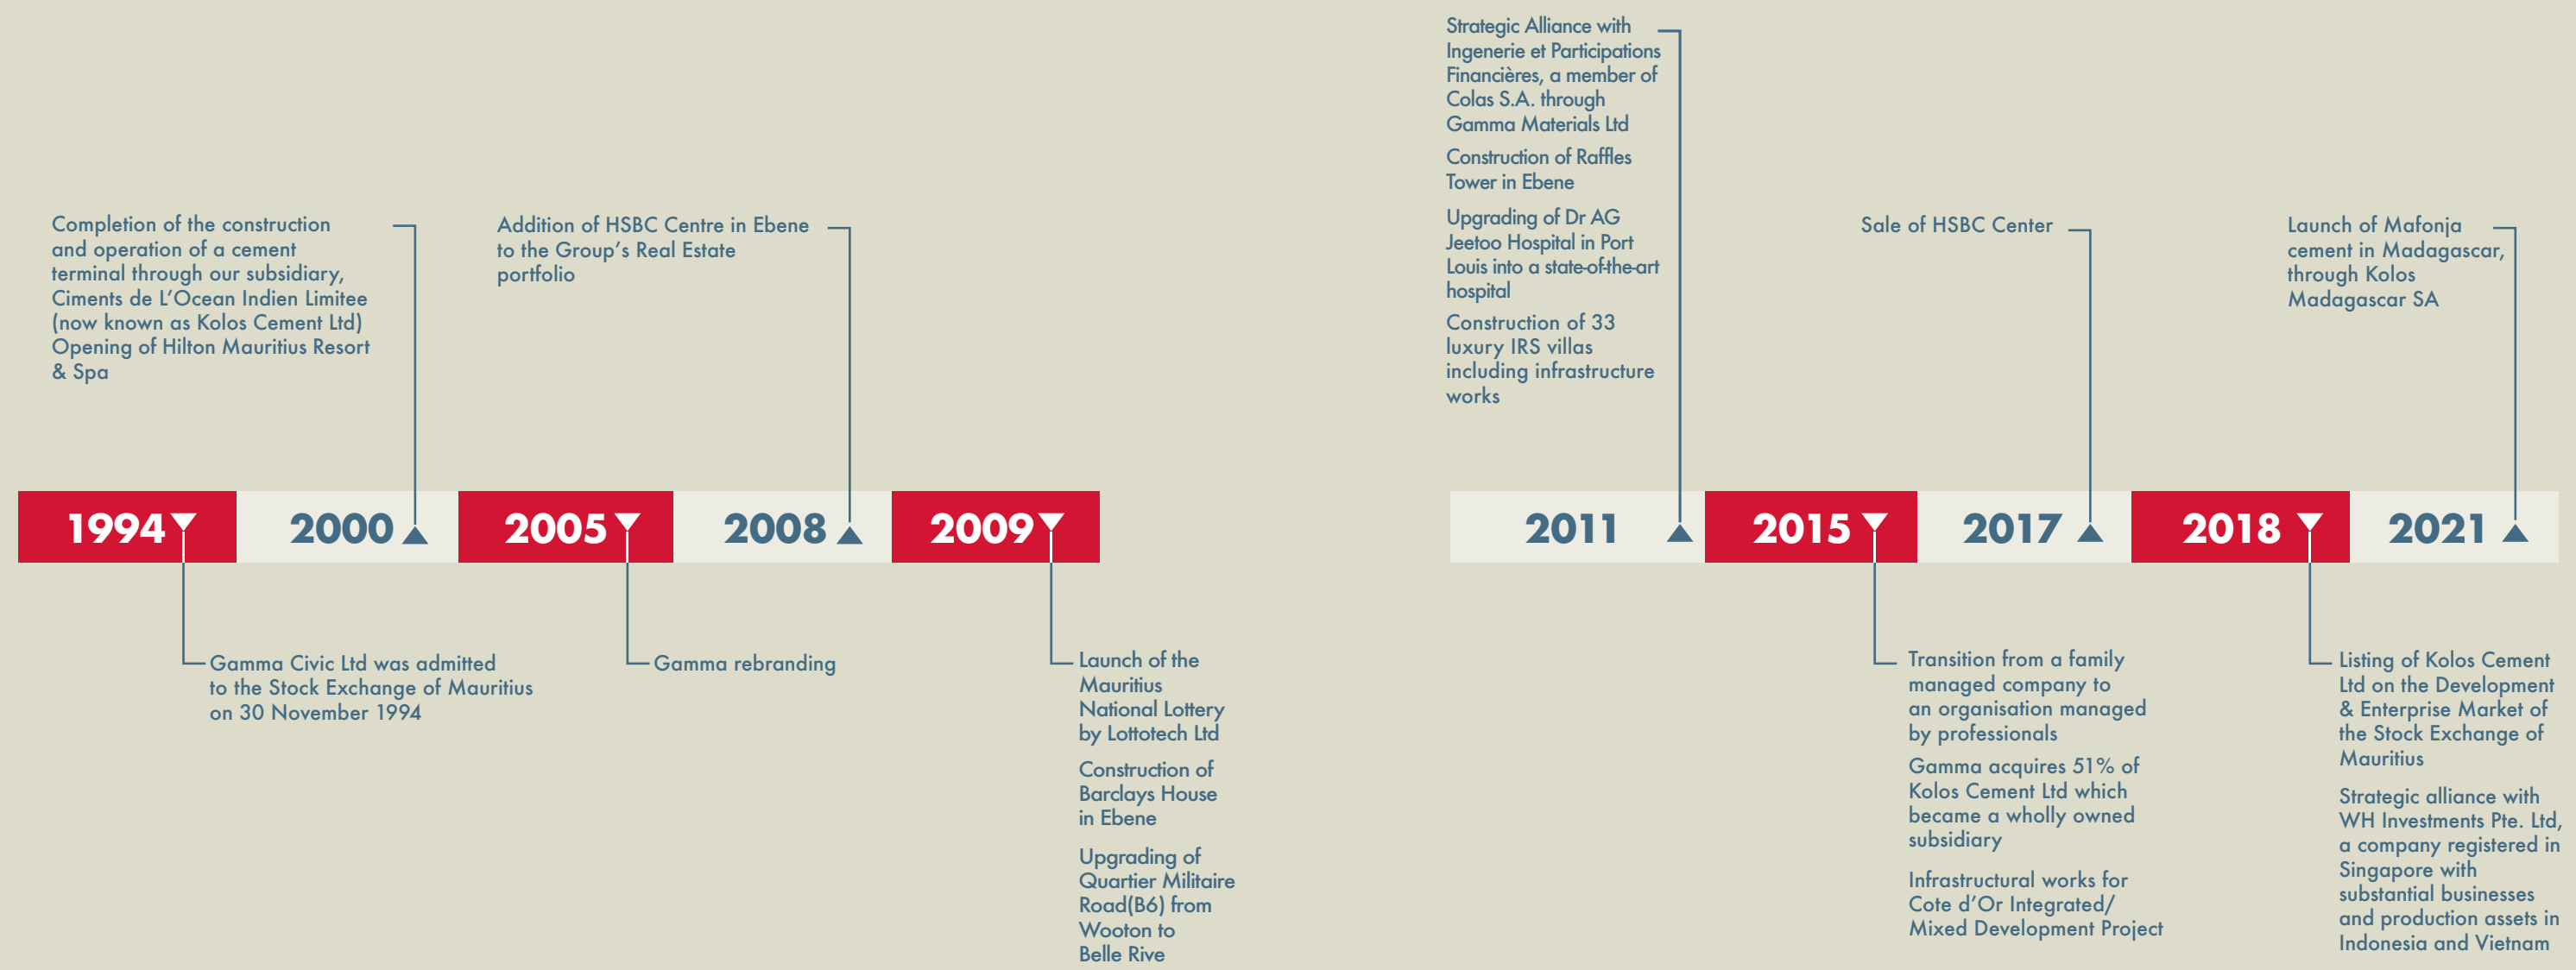 Completion of the construction
and operation of a cement
terminal through our subsidiary,
Ciments de L'Ocean Indien Limitee
(now known as Kolos Cement Ltd)
Opening of Hilton Mauritius Resort
& Spa
Addition of HSBC Centre in Ebene
to the Group's Real Estate
portfolio
Strategic Alliance with
Ingenerie et Participations
Financières, a member of
Colas S.A. through
Gamma Materials Ltd
Construction of Raffles
Tower in Ebene
Upgrading of Dr AG
Jeetoo Hospital in Port
Louis into a state-of-the-art
hospital
Construction of 33
luxury IRS villas
including infrastructure
works
Sale of HSBC Center
Launch of Mafonja
cement in Madagascar,
through Kolos
Madagascar SA
1994 2000 2005 2008 2009 2011 2015 2017 2018 2021
Gamma Civic Ltd was admitted
to the Stock Exchange of Mauritius
on 30 November 1994
Gamma rebranding
Launch of the
Mauritius
National Lottery
by Lottotech Ltd
Construction of
Barclays House
in Ebene
Upgrading of
Quartier Militaire
Road(B6) from
Wooton to
Belle Rive
Transition from a family
managed company to
an organisation managed
by professionals
Gamma acquires 51% of
Kolos Cement Ltd which
became a wholly owned
subsidiary
Infrastructural works for
Cote d'Or Integrated/
Mixed Development Project
Listing of Kolos Cement
Ltd on the Development
& Enterprise Market of
the Stock Exchange of
Mauritius
Strategic alliance with
WH Investments Pte. Ltd,
a company registered in
Singapore with
substantial businesses
and production assets in
Indonesia and Vietnam